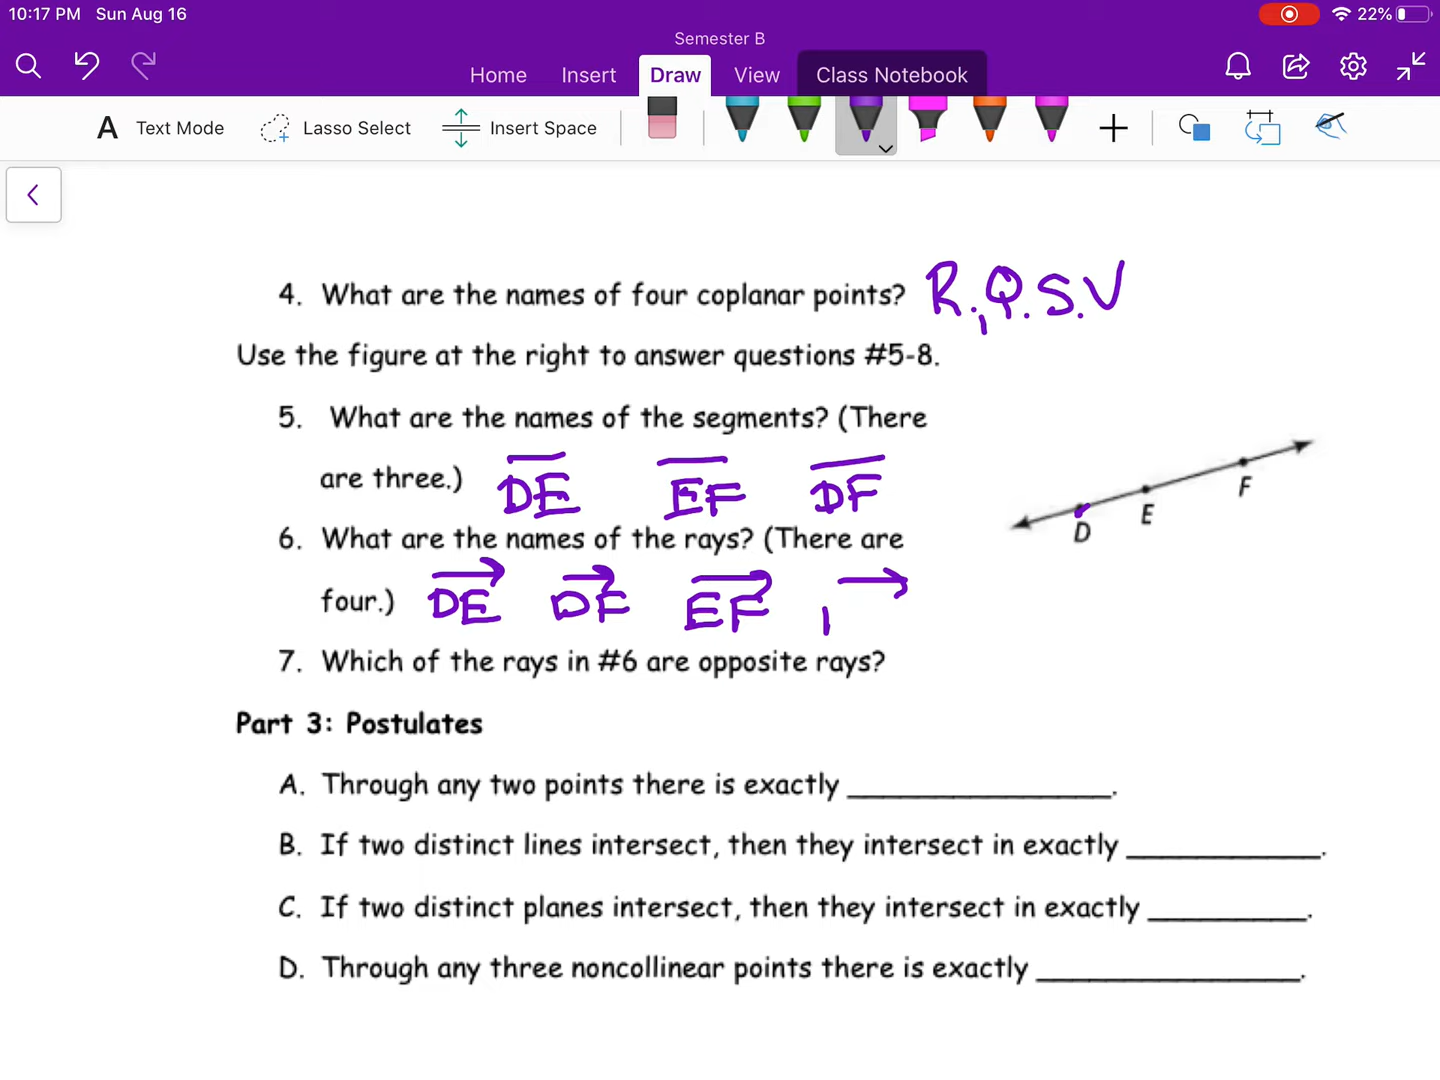 10:17 PM Sun Aug 16 22%
Semester B
Home Insert Draw View Class Notebook
A Text Mode Lasso Select Insert Space
4. What are the names of four coplanar points? R, Q, S, V
Use the figure at the right to answer questions #5-8.
5. What are the names of the segments? (There
are three.) DE EF DF
6. What are the names of the rays? (There are
four.) DE DF EF
7. Which of the rays in #6 are opposite rays?
D E F
Part 3: Postulates
A. Through any two points there is exactly _______________.
B. If two distinct lines intersect, then they intersect in exactly ___________.
C. If two distinct planes intersect, then they intersect in exactly _________.
D. Through any three noncollinear points there is exactly _______________.